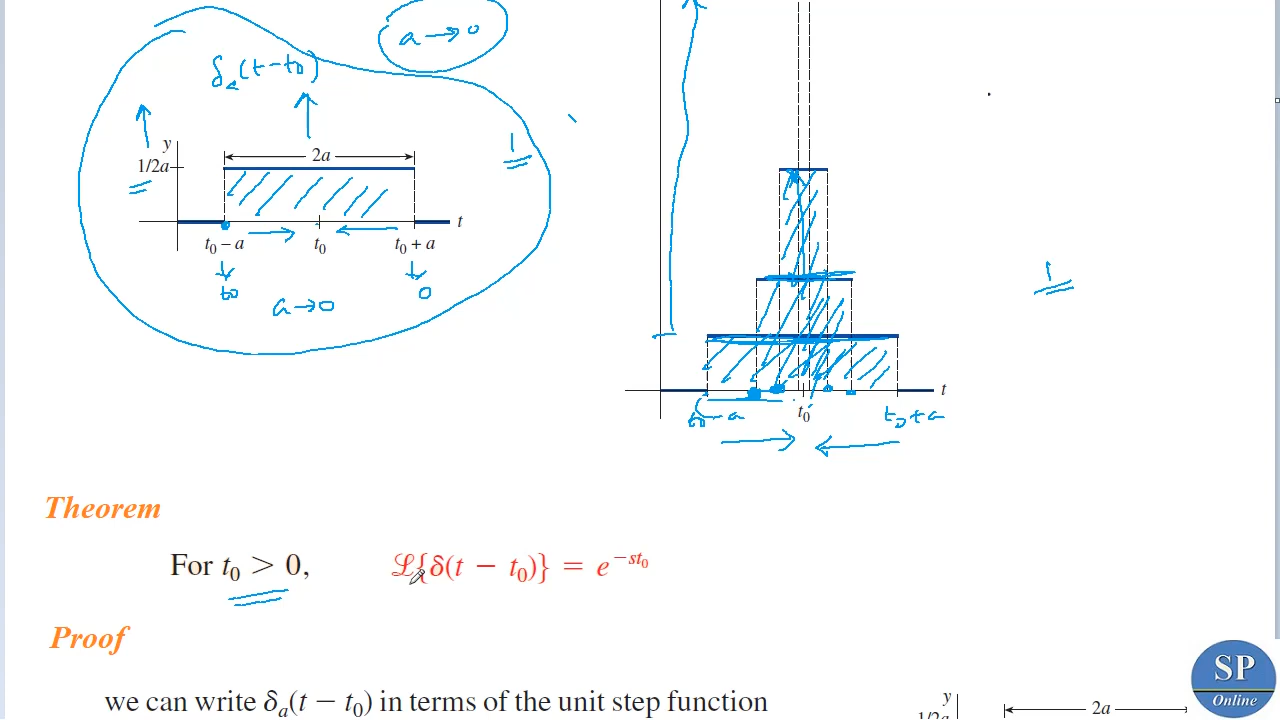 a → 0
δₐ(t − t₀)
1
y
2a
1/2a
t
t₀ – a
t₀
t₀ + a
t₀
0
a → 0
1
t
t₀ – a
t₀
t₀ + a
Theorem
For t₀ > 0, ℒ{δ(t − t₀)} = e^{−st₀}
Proof
we can write δₐ(t − t₀) in terms of the unit step function
y
2a
1/2a
SP
Online